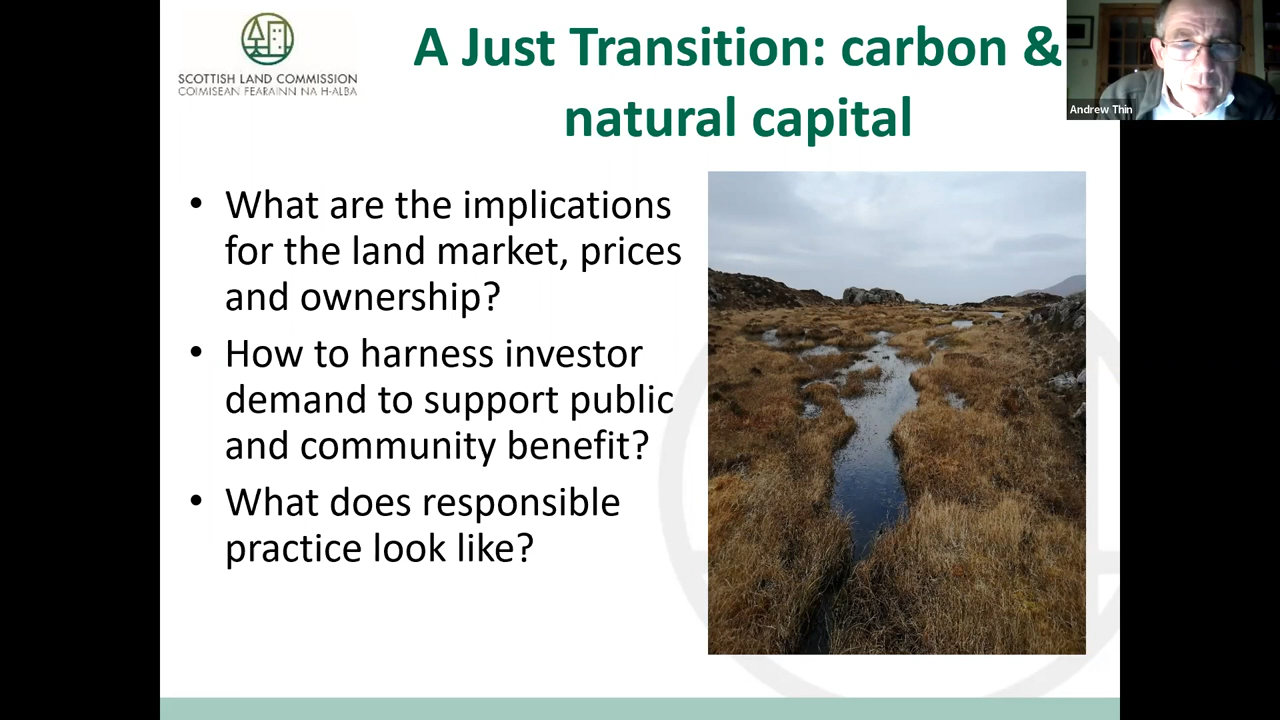 SCOTTISH LAND COMMISSION
COIMISEAN FEARAINN NA H-ALBA
A Just Transition: carbon &
natural capital
Andrew Thin
• What are the implications
for the land market, prices
and ownership?
• How to harness investor
demand to support public
and community benefit?
• What does responsible
practice look like?